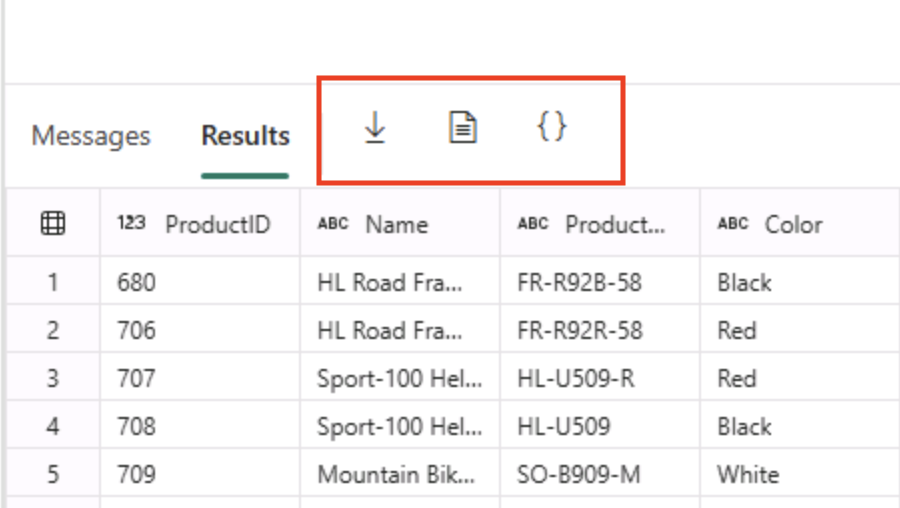 Messages Results { }
123 ProductID ABC Name ABC Product... ABC Color
1 680 HL Road Fra... FR-R92B-58 Black
2 706 HL Road Fra... FR-R92R-58 Red
3 707 Sport-100 Hel... HL-U509-R Red
4 708 Sport-100 Hel... HL-U509 Black
5 709 Mountain Bik... SO-B909-M White